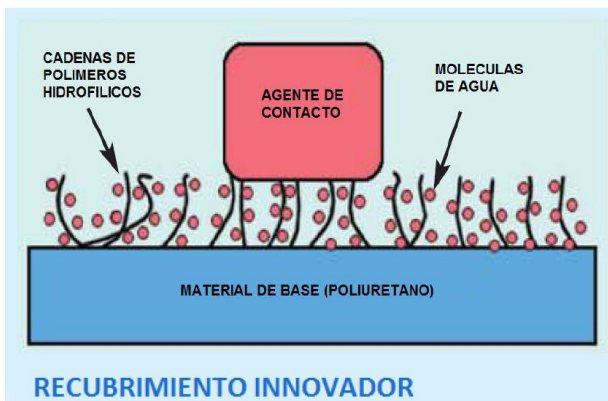 CADENAS DE
POLIMEROS
HIDROFILICOS
AGENTE DE
CONTACTO
MOLECULAS
DE AGUA
MATERIAL DE BASE (POLIURETANO)
RECUBRIMIENTO INNOVADOR